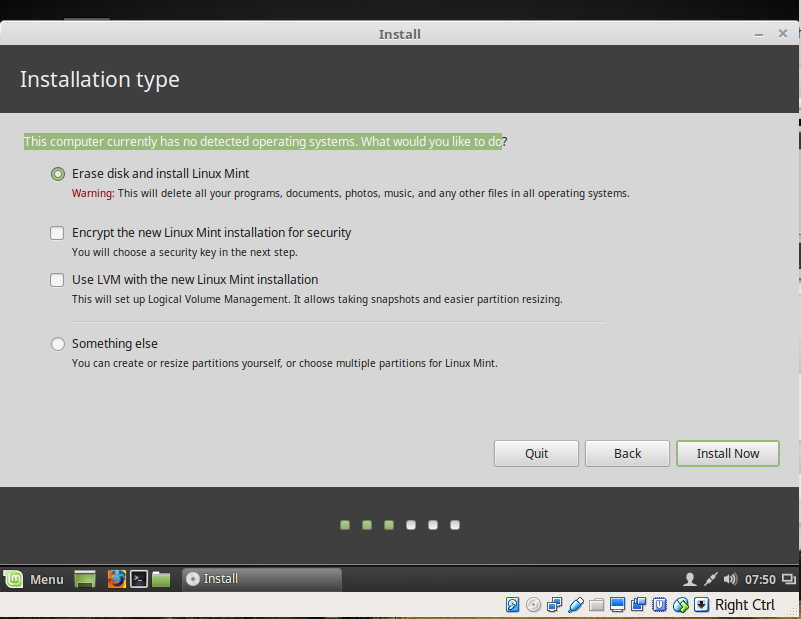 Install
Installation type
This computer currently has no detected operating systems. What would you like to do?
Erase disk and install Linux Mint
Warning: This will delete all your programs, documents, photos, music, and any other files in all operating systems.
Encrypt the new Linux Mint installation for security
You will choose a security key in the next step.
Use LVM with the new Linux Mint installation
This will set up Logical Volume Management. It allows taking snapshots and easier partition resizing.
Something else
You can create or resize partitions yourself, or choose multiple partitions for Linux Mint.
Quit Back Install Now
Menu Install 07:50
Right Ctrl